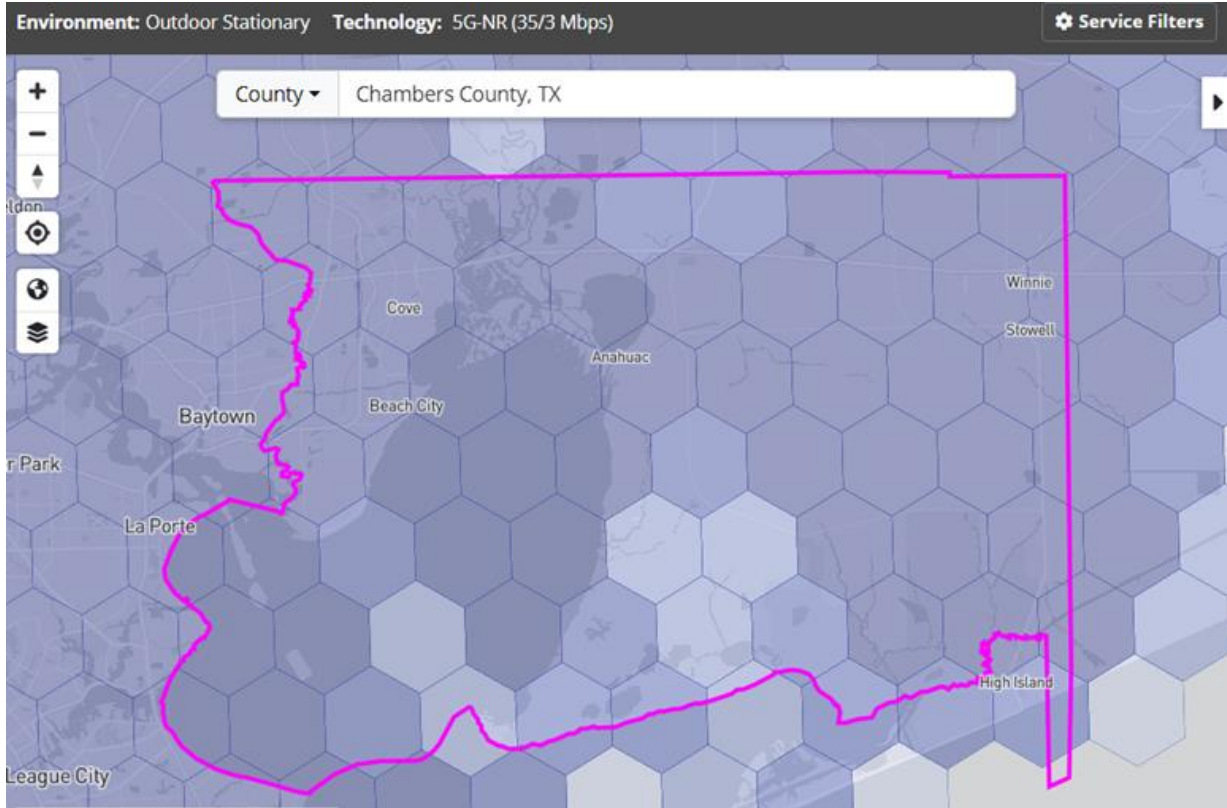 Environment: Outdoor Stationary Technology: 5G-NR (35/3 Mbps)
Service Filters
County
Chambers County, TX
Winnie
Cove
Stowell
Anahuac
Beach City
Baytown
r Park
La Porte
High Island
League City